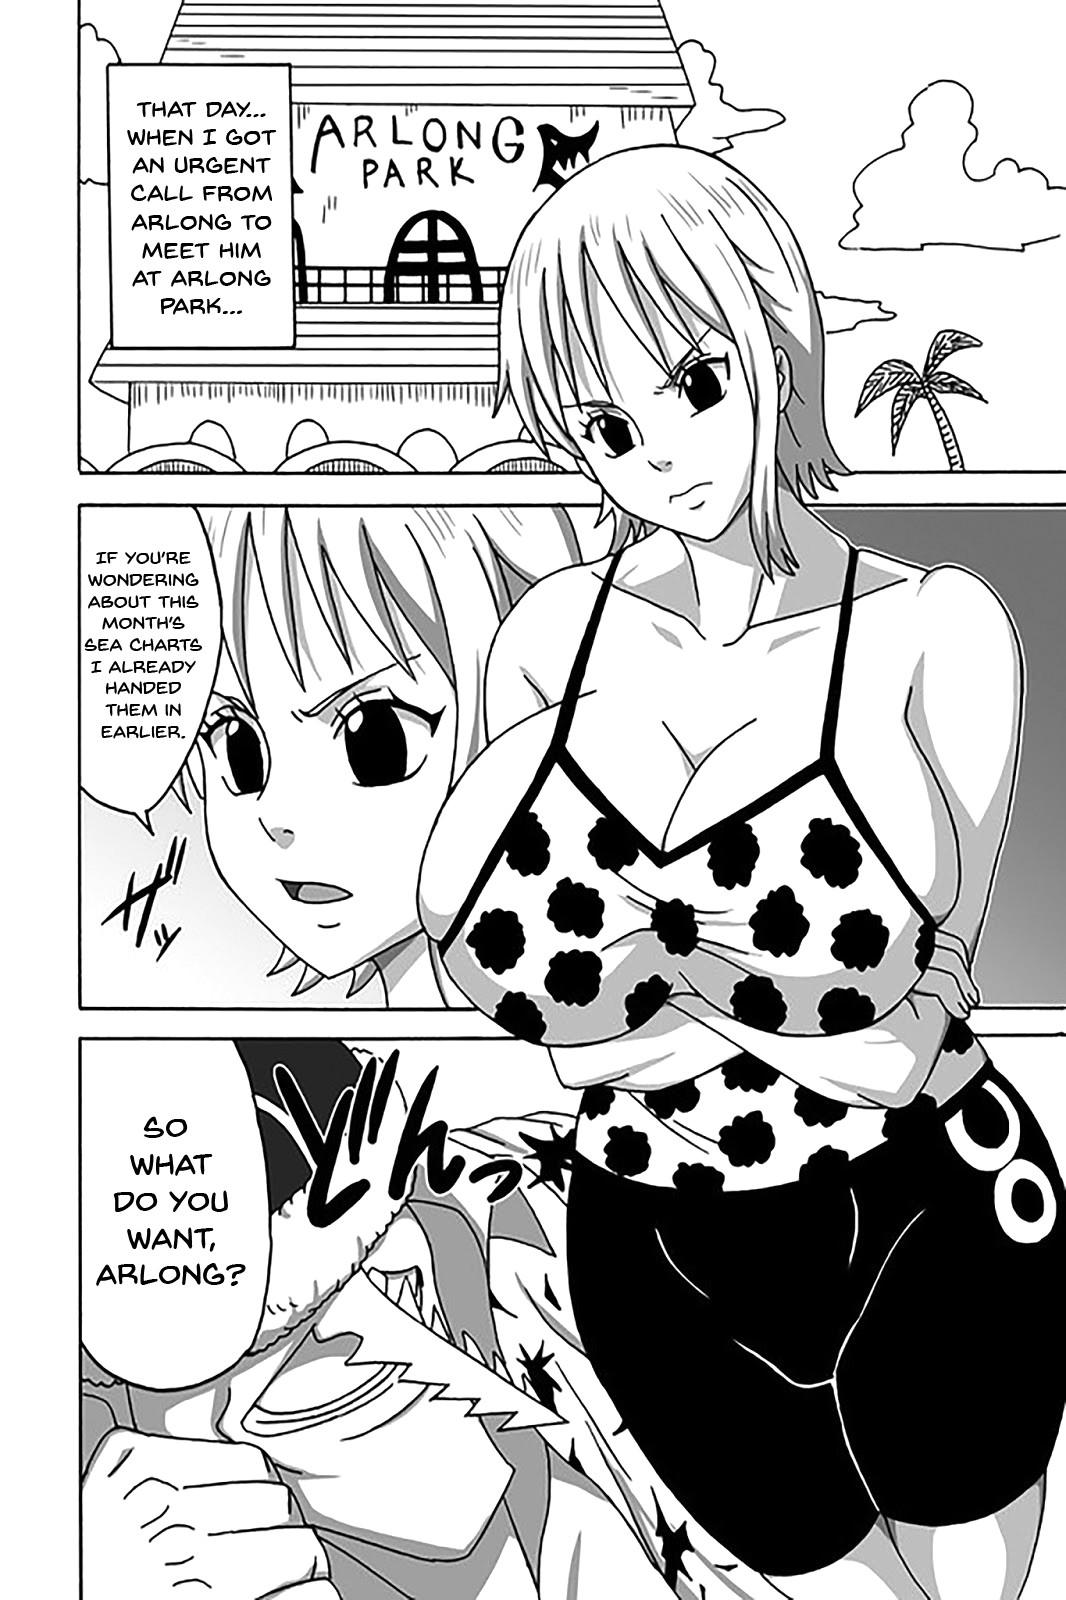 THAT DAY...
WHEN I GOT
AN URGENT
CALL FROM
ARLONG TO
MEET HIM
AT ARLONG
PARK...
ARLONG
PARK
IF YOU'RE
WONDERING
ABOUT THIS
MONTH'S
SEA CHARTS
I ALREADY
HANDED
THEM IN
EARLIER.
ザッ
SO
WHAT
DO YOU
WANT,
ARLONG?
どんっ